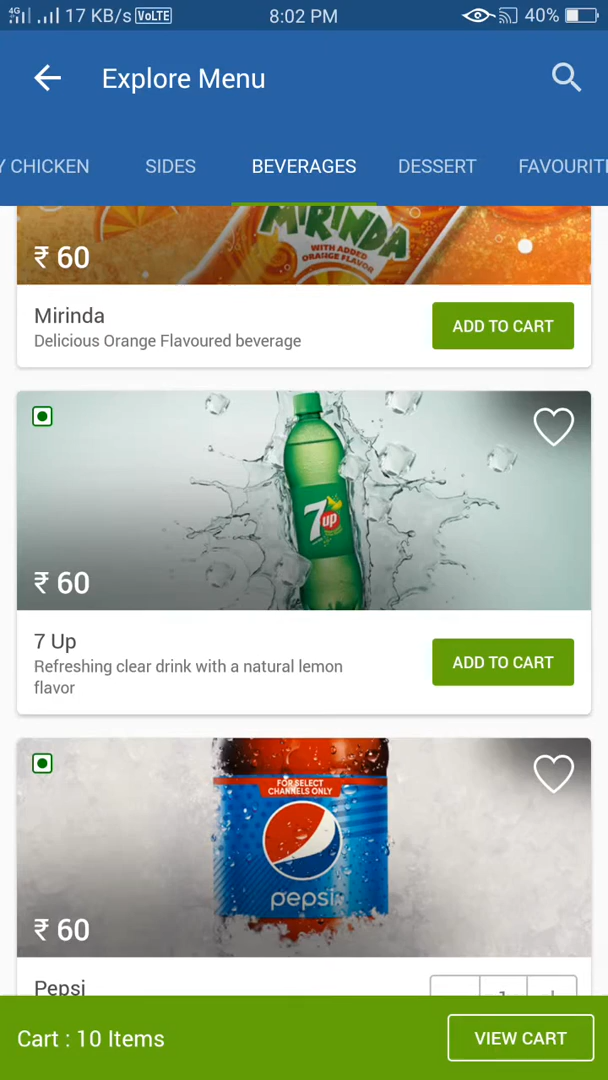 4G 17 KB/s VoLTE 8:02 PM 40%
Explore Menu
Y CHICKEN SIDES BEVERAGES DESSERT FAVOURIT
MIRINDA
WITH ADDED
ORANGE FLAVOR
₹ 60
Mirinda
Delicious Orange Flavoured beverage
ADD TO CART
7up
₹ 60
7 Up
Refreshing clear drink with a natural lemon
flavor
ADD TO CART
FOR SELECT
CHANNELS ONLY
pepsi
₹ 60
Pepsi
1 +
Cart : 10 Items
VIEW CART